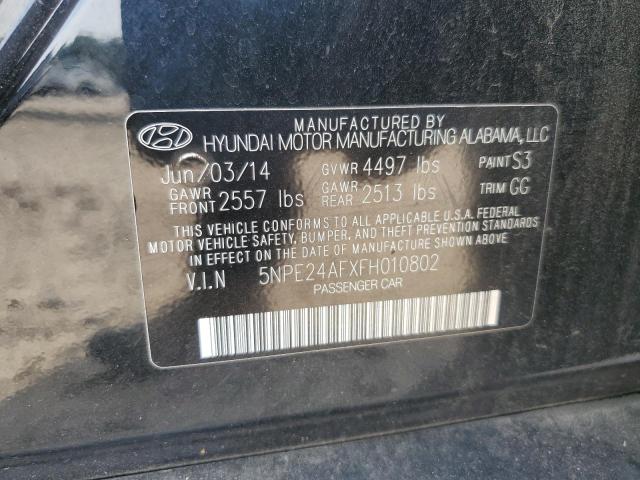 MANUFACTURED BY
HYUNDAI MOTOR MANUFACTURING ALABAMA, LLC
Jun/03/14 GVWR 4497 lbs PAINT S3
GAWR FRONT 2557 lbs GAWR REAR 2513 lbs TRIM GG
THIS VEHICLE CONFORMS TO ALL APPLICABLE U.S.A. FEDERAL
MOTOR VEHICLE SAFETY, BUMPER, AND THEFT PREVENTION STANDARDS
IN EFFECT ON THE DATE OF MANUFACTURE SHOWN ABOVE.
V.I.N 5NPE24AFXFH010802
PASSENGER CAR